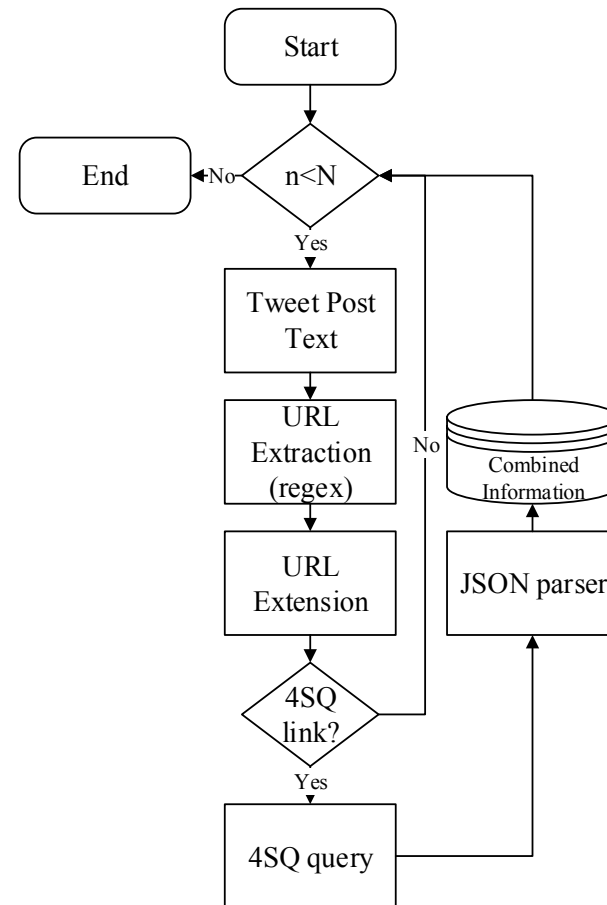 Start
n<N
No
End
Yes
Tweet Post
Text
URL
Extraction
(regex)
URL
Extension
4SQ
link?
No
Yes
4SQ query
JSON parser
Combined
Information